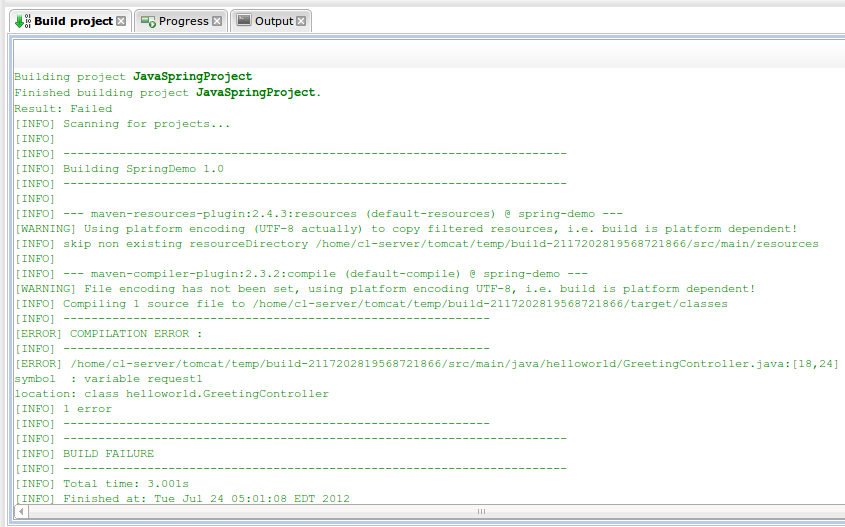 Build project Progress Output
Building project JavaSpringProject
Finished building project JavaSpringProject.
Result: Failed
[INFO] Scanning for projects...
[INFO]
[INFO] ------------------------------------------------------------------------
[INFO] Building SpringDemo 1.0
[INFO] ------------------------------------------------------------------------
[INFO]
[INFO] --- maven-resources-plugin:2.4.3:resources (default-resources) @ spring-demo ---
[WARNING] Using platform encoding (UTF-8 actually) to copy filtered resources, i.e. build is platform dependent!
[INFO] skip non existing resourceDirectory /home/cl-server/tomcat/temp/build-2117202819568721866/src/main/resources
[INFO]
[INFO] --- maven-compiler-plugin:2.3.2:compile (default-compile) @ spring-demo ---
[WARNING] File encoding has not been set, using platform encoding UTF-8, i.e. build is platform dependent!
[INFO] Compiling 1 source file to /home/cl-server/tomcat/temp/build-2117202819568721866/target/classes
[INFO] -------------------------------------------------------------
[ERROR] COMPILATION ERROR :
[INFO] -------------------------------------------------------------
[ERROR] /home/cl-server/tomcat/temp/build-2117202819568721866/src/main/java/helloworld/GreetingController.java:[18,24]
symbol  : variable request1
location: class helloworld.GreetingController
[INFO] 1 error
[INFO] -------------------------------------------------------------
[INFO] ------------------------------------------------------------------------
[INFO] BUILD FAILURE
[INFO] ------------------------------------------------------------------------
[INFO] Total time: 3.001s
[INFO] Finished at: Tue Jul 24 05:01:08 EDT 2012